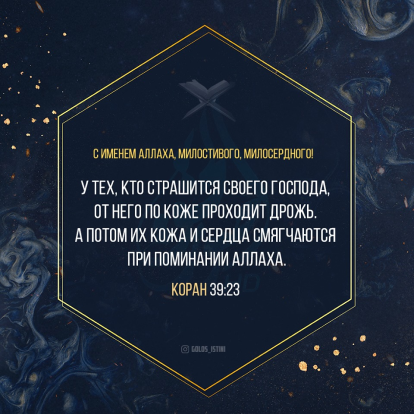 С ИМЕНЕМ АЛЛАХА, МИЛОСТИВОГО, МИЛОСЕРДНОГО!
У ТЕХ, КТО СТРАШИТСЯ СВОЕГО ГОСПОДА,
ОТ НЕГО ПО КОЖЕ ПРОХОДИТ ДРОЖЬ.
А ПОТОМ ИХ КОЖА И СЕРДЦА СМЯГЧАЮТСЯ
ПРИ ПОМИНАНИИ АЛЛАХА.
КОРАН 39:23
GOLOS_ISTINI